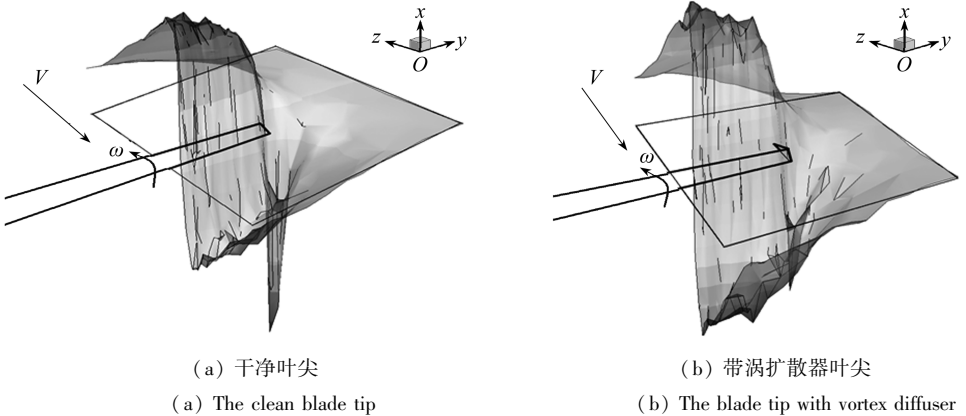 x
z
y
O
V
ω
x
z
y
O
V
ω
(a) 干净叶尖
(b) 带涡扩散器叶尖
(a) The clean blade tip
(b) The blade tip with vortex diffuser